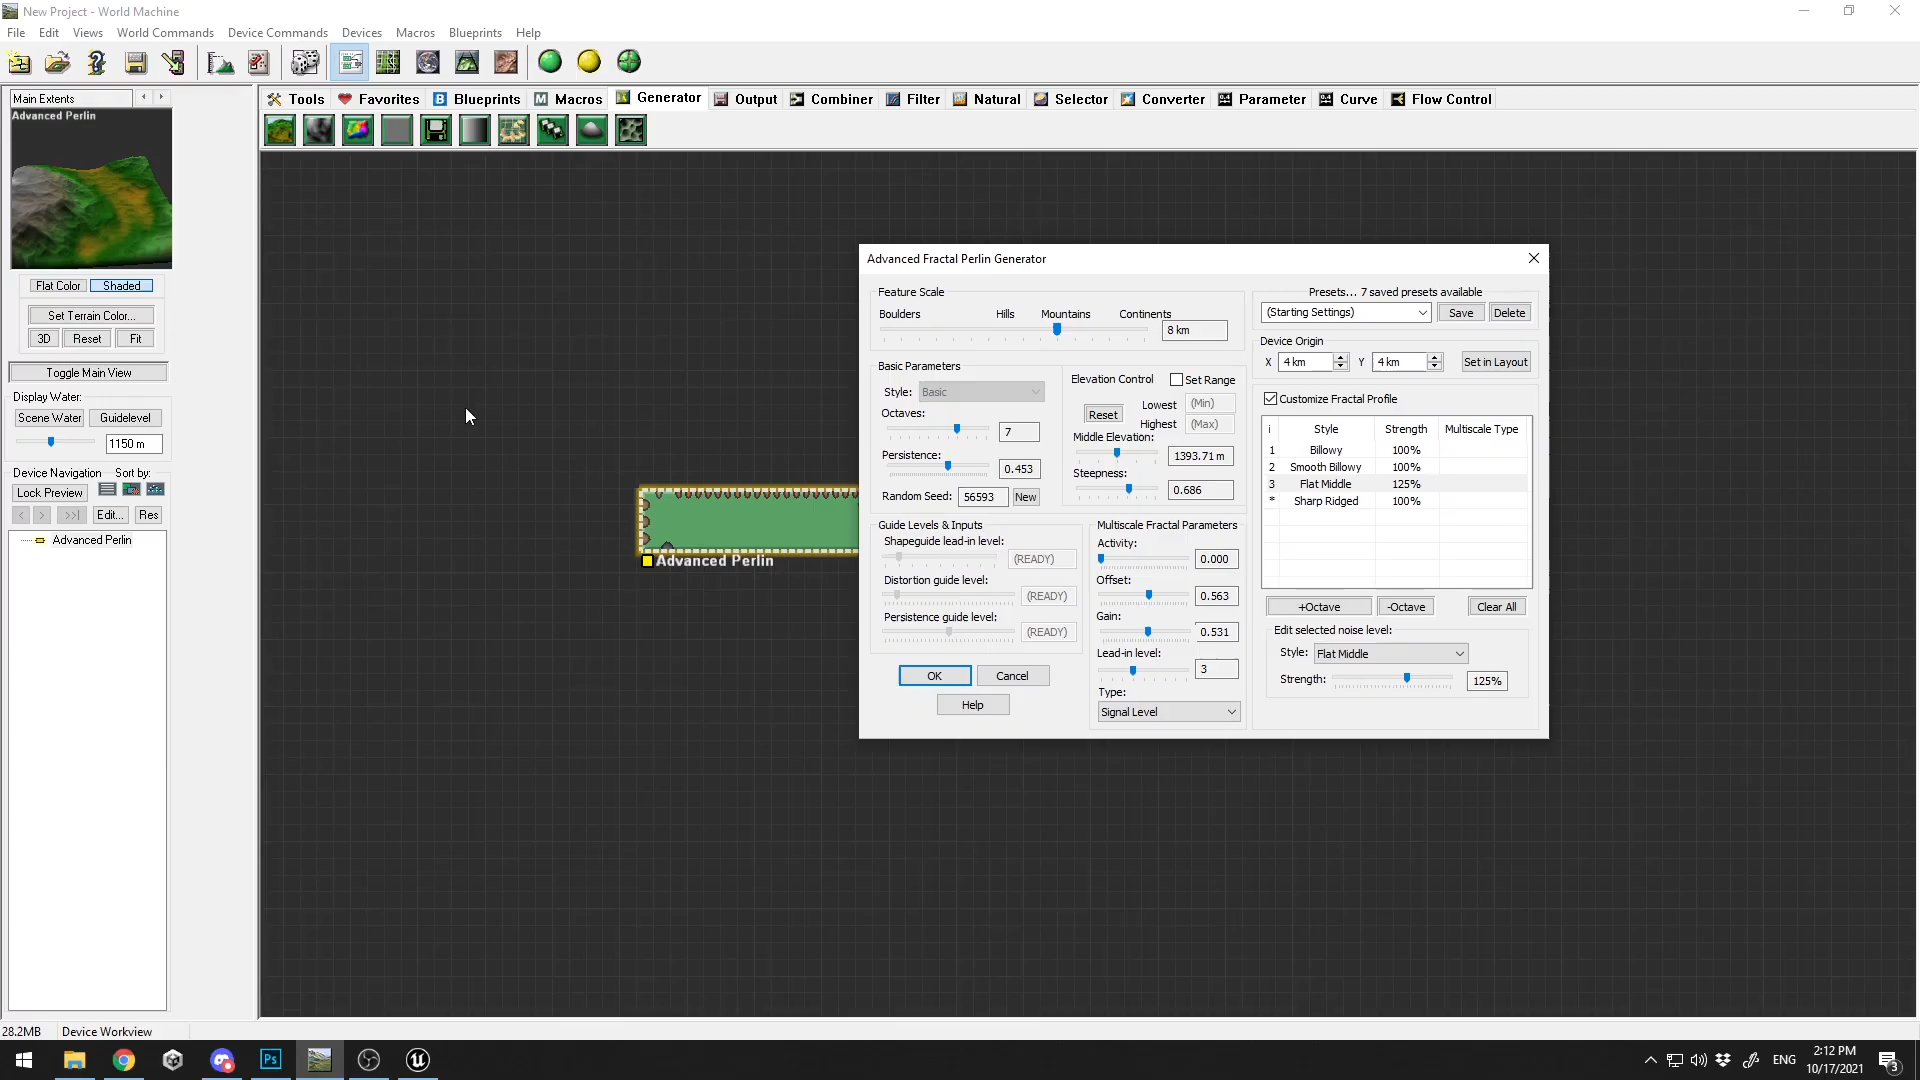 New Project - World Machine
File Edit Views World Commands Device Commands Devices Macros Blueprints Help
Main Extents
Tools Favorites B Blueprints M Macros Generator Output Combiner Filter Natural Selector Converter 0.4 Parameter 0.4 Curve Flow Control
Advanced Perlin
Flat Color Shaded
Set Terrain Color...
3D Reset Fit
Toggle Main View
Display Water:
Scene Water Guidelevel
1150 m
Device Navigation Sort by:
Lock Preview
< > >>| Edit... Res
Advanced Perlin
Advanced Perlin
Advanced Fractal Perlin Generator
Feature Scale
Boulders Hills Mountains Continents
8 km
Basic Parameters
Style: Basic
Octaves:
7
Persistence:
0.453
Random Seed: 56593 New
Elevation Control Set Range
Reset Lowest (Min)
Highest (Max)
Middle Elevation:
1393.71 m
Steepness:
0.686
Guide Levels & Inputs
Shapeguide lead-in level:
(READY)
Distortion guide level:
(READY)
Persistence guide level:
(READY)
OK Cancel
Help
Multiscale Fractal Parameters
Activity:
0.000
Offset:
0.563
Gain:
0.531
Lead-in level:
3
Type:
Signal Level
Presets... 7 saved presets available
(Starting Settings) Save Delete
Device Origin
X 4 km Y 4 km Set in Layout
Customize Fractal Profile
i Style Strength Multiscale Type
1 Billowy 100%
2 Smooth Billowy 100%
3 Flat Middle 125%
* Sharp Ridged 100%
+Octave -Octave Clear All
Edit selected noise level:
Style: Flat Middle
Strength: 125%
28.2MB Device Workview
Ps
ENG
2:12 PM
10/17/2021
3